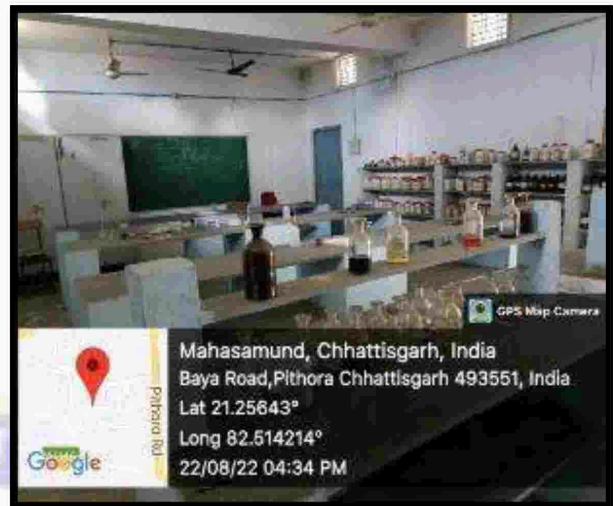 GPS Map Camera
Mahasamund, Chhattisgarh, India
Baya Road,Pithora Chhattisgarh 493551, India
Lat 21.25643°
Long 82.514214°
22/08/22 04:34 PM
Pithora Rd
Google